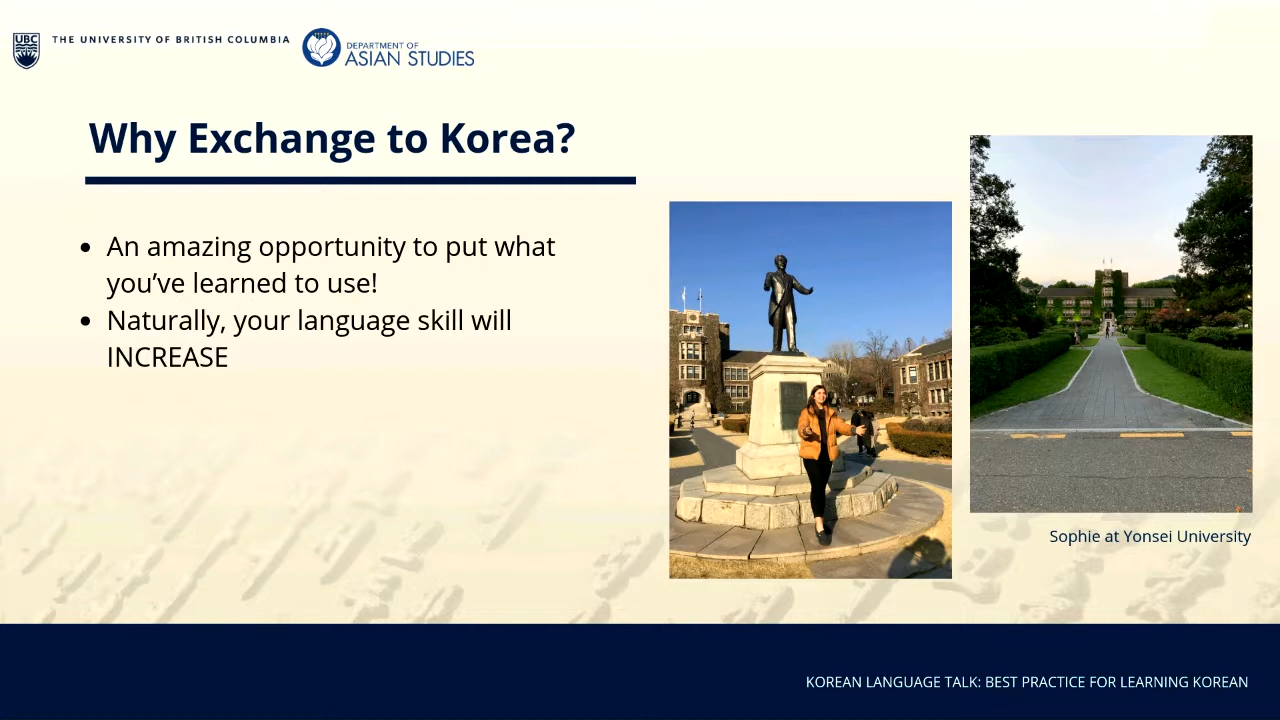 UBC
THE UNIVERSITY OF BRITISH COLUMBIA
DEPARTMENT OF
ASIAN STUDIES
Why Exchange to Korea?
• An amazing opportunity to put what
you’ve learned to use!
• Naturally, your language skill will
INCREASE
Sophie at Yonsei University
KOREAN LANGUAGE TALK: BEST PRACTICE FOR LEARNING KOREAN